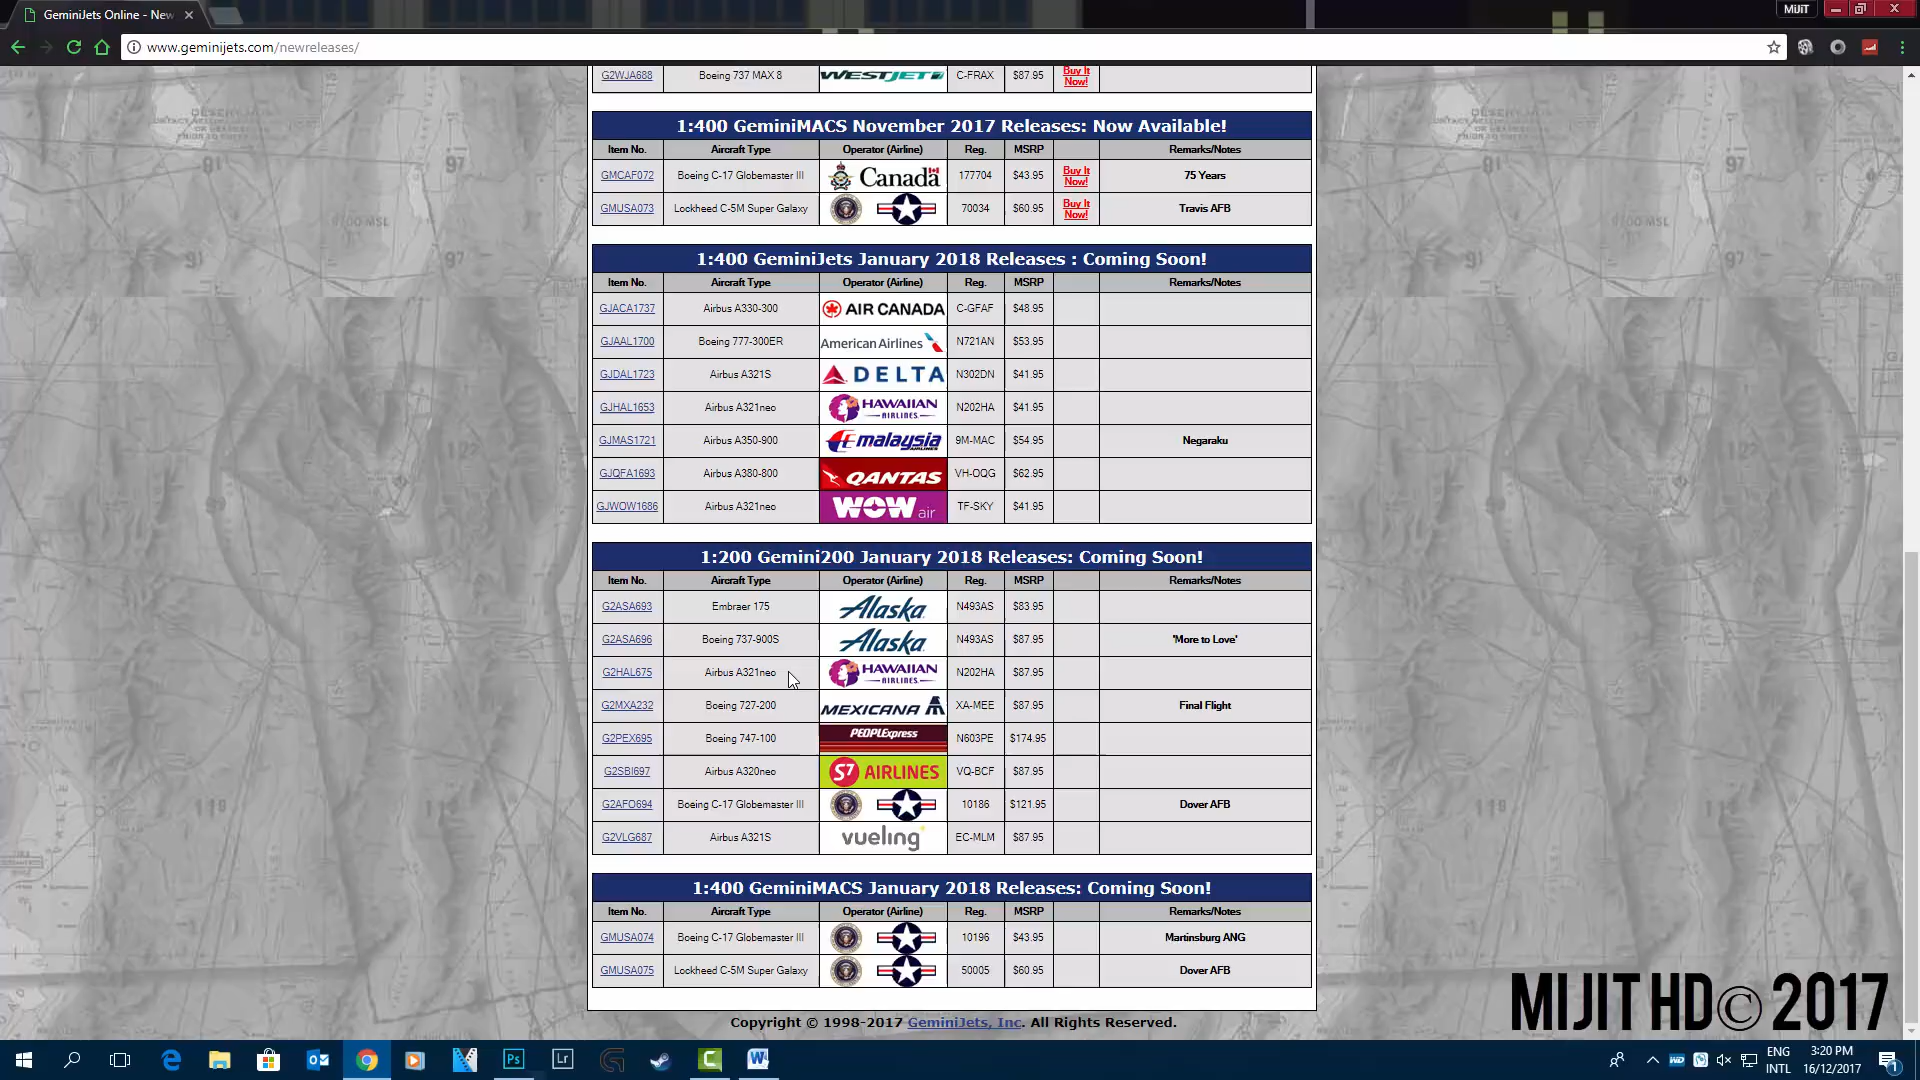 GeminiJets Online - New
MIJIT
www.geminijets.com/newreleases/
G2WJA688 Boeing 737 MAX 8 WESTJET C-FRAX $87.95 Buy It Now!
1:400 GeminiMACS November 2017 Releases: Now Available!
Item No. Aircraft Type Operator (Airline) Reg. MSRP Remarks/Notes
GMCAF072 Boeing C-17 Globemaster III Canada 177704 $43.95 Buy It Now! 75 Years
GMUSA073 Lockheed C-5M Super Galaxy 70034 $60.95 Buy It Now! Travis AFB
1:400 GeminiJets January 2018 Releases : Coming Soon!
Item No. Aircraft Type Operator (Airline) Reg. MSRP Remarks/Notes
GJACA1737 Airbus A330-300 AIR CANADA C-GFAF $48.95
GJAAL1700 Boeing 777-300ER American Airlines N721AN $53.95
GJDAL1723 Airbus A321S DELTA N302DN $41.95
GJHAL1653 Airbus A321neo HAWAIIAN AIRLINES N202HA $41.95
GJMAS1721 Airbus A350-900 malaysia AIRLINES 9M-MAC $54.95 Negaraku
GJQFA1693 Airbus A380-800 QANTAS VH-OQG $62.95
GJWOW1686 Airbus A321neo WOW air TF-SKY $41.95
1:200 Gemini200 January 2018 Releases: Coming Soon!
Item No. Aircraft Type Operator (Airline) Reg. MSRP Remarks/Notes
G2ASA693 Embraer 175 Alaska N493AS $83.95
G2ASA696 Boeing 737-900S Alaska N493AS $87.95 'More to Love'
G2HAL675 Airbus A321neo HAWAIIAN AIRLINES N202HA $87.95
G2MXA232 Boeing 727-200 MEXICANA XA-MEE $87.95 Final Flight
G2PEX695 Boeing 747-100 PEOPLExpress N603PE $174.95
G2SBI697 Airbus A320neo S7 AIRLINES VQ-BCF $87.95
G2AFO694 Boeing C-17 Globemaster III 10186 $121.95 Dover AFB
G2VLG687 Airbus A321S vueling EC-MLM $87.95
1:400 GeminiMACS January 2018 Releases: Coming Soon!
Item No. Aircraft Type Operator (Airline) Reg. MSRP Remarks/Notes
GMUSA074 Boeing C-17 Globemaster III 10196 $43.95 Martinsburg ANG
GMUSA075 Lockheed C-5M Super Galaxy 50005 $60.95 Dover AFB
Copyright © 1998-2017 GeminiJets, Inc. All Rights Reserved.
MIJIT HD© 2017
ENG
INTL
3:20 PM
16/12/2017